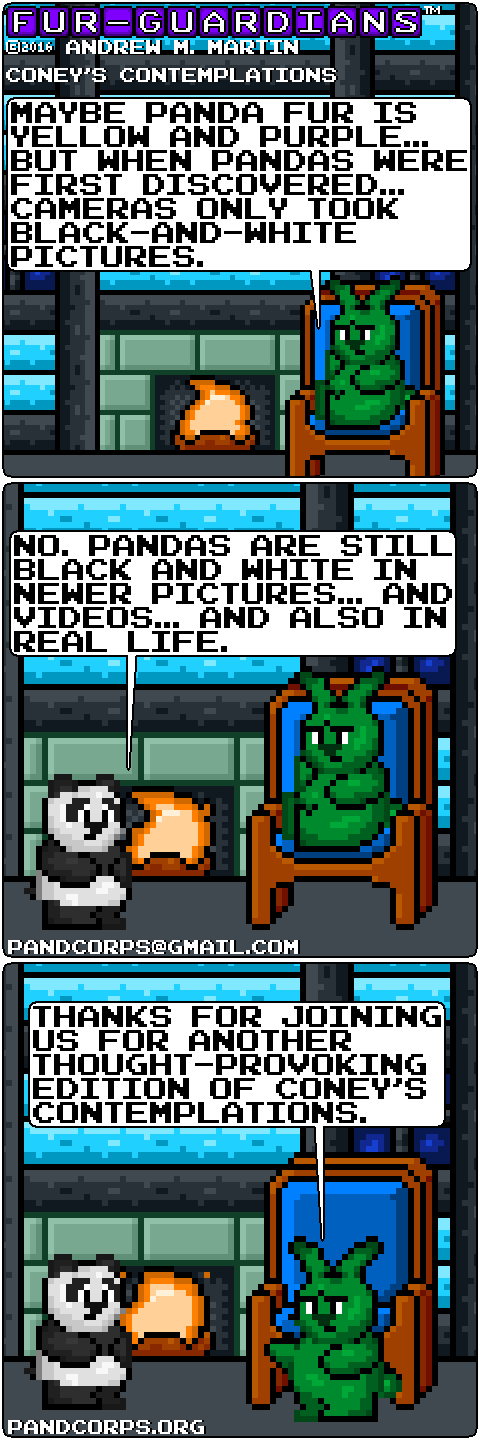 FUR-GUARDIANS™
©2016 ANDREW M. MARTIN
CONEY'S CONTEMPLATIONS
MAYBE PANDA FUR IS
YELLOW AND PURPLE...
BUT WHEN PANDAS WERE
FIRST DISCOVERED...
CAMERAS ONLY TOOK
BLACK-AND-WHITE
PICTURES.
NO. PANDAS ARE STILL
BLACK AND WHITE IN
NEWER PICTURES... AND
VIDEOS... AND ALSO IN
REAL LIFE.
PANDCORPS@GMAIL.COM
THANKS FOR JOINING
US FOR ANOTHER
THOUGHT-PROVOKING
EDITION OF CONEY'S
CONTEMPLATIONS.
PANDCORPS.ORG